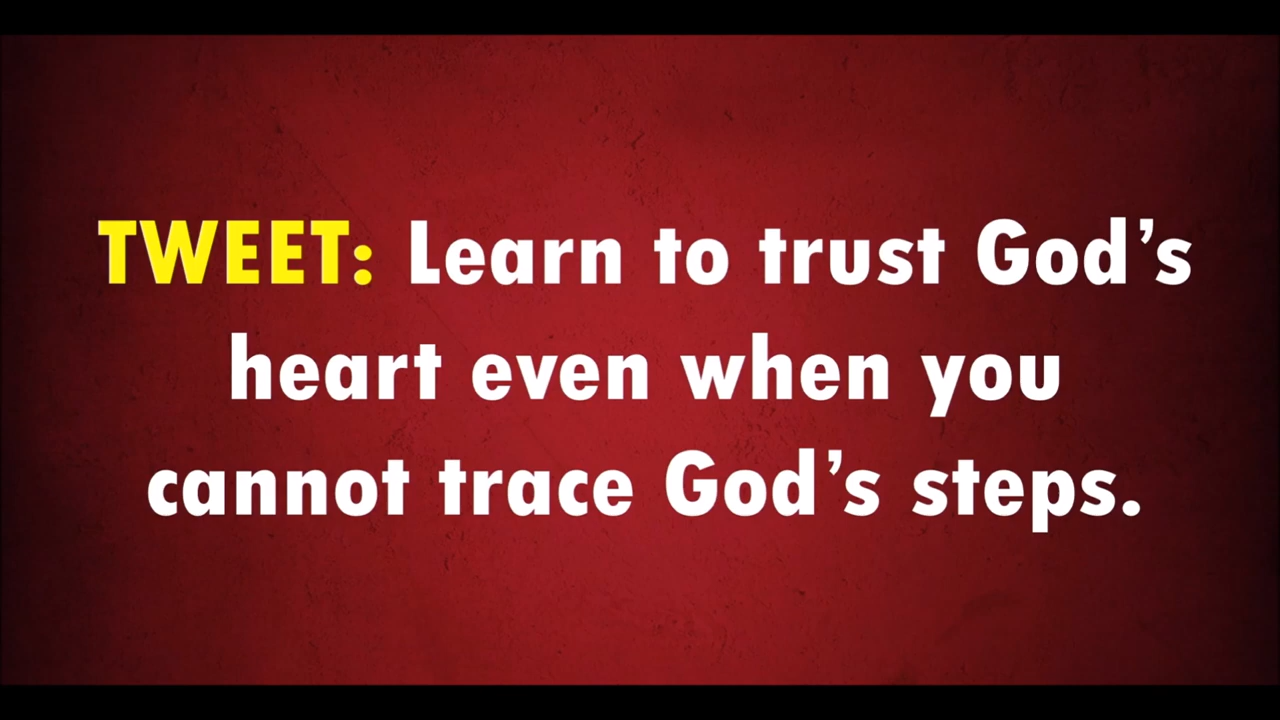 TWEET: Learn to trust God’s
heart even when you
cannot trace God’s steps.